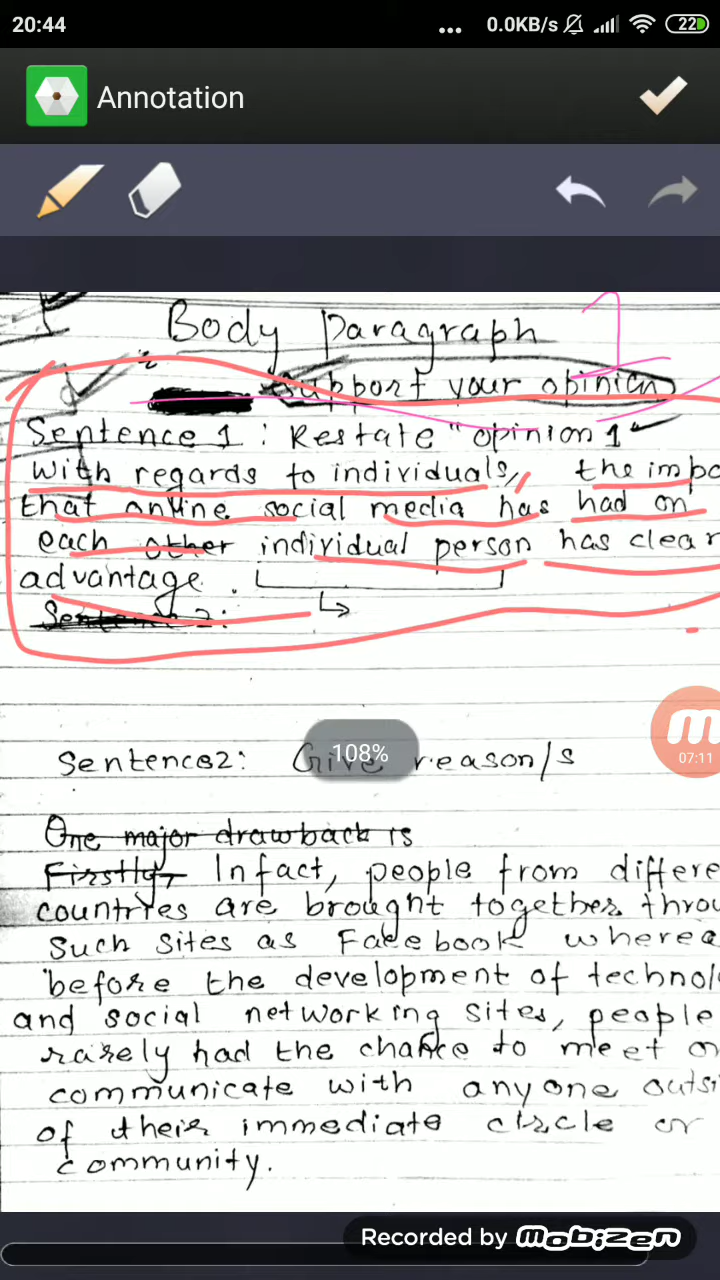 20:44 ... 0.0KB/s 22
Annotation
Body Paragraph 1
Support your opinion
Sentence 1: Restate "opinion 1"
With regards to individuals, the impa
that online social media has had on
each other individual person has clear
advantage.
Sentence 2:
Sentence2: Give reason/s
108%
07:11
One major drawback is
Firstly, Infact, people from differe
countries are brought together throu
Such sites as Facebook wherea
before the development of technol
and social networking sites, people
rarely had the chance to meet or
communicate with anyone outsi
of their immediate circle or
community.
Recorded by mobizen